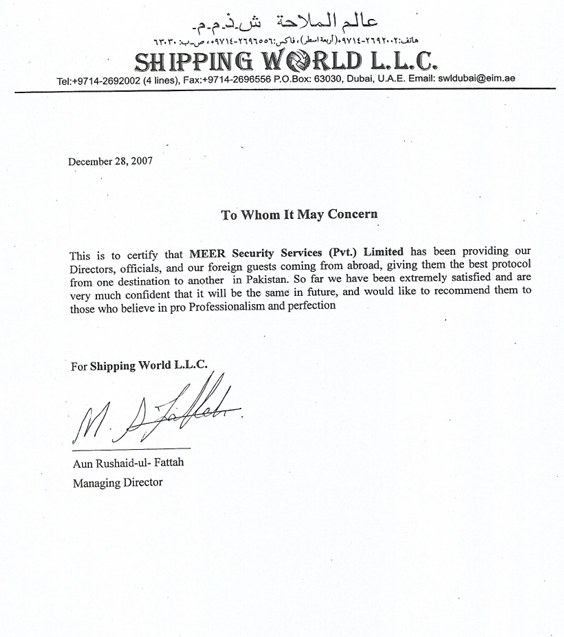 عالم الملاحة ش.ذ.م.م.
هاتف: ٢٦٩٢٠٠٢-٩٧١٤+ (أربعة اسطر)، فاكس: ٢٦٩٦٥٥٦-٩٧١٤+، ص.ب: ٦٣٠٣٠
SHIPPING WORLD L.L.C.
Tel:+9714-2692002 (4 lines), Fax:+9714-2696556 P.O.Box: 63030, Dubai, U.A.E. Email: swldubai@eim.ae
December 28, 2007
To Whom It May Concern
This is to certify that MEER Security Services (Pvt.) Limited has been providing our
Directors, officials, and our foreign guests coming from abroad, giving them the best protocol
from one destination to another in Pakistan. So far we have been extremely satisfied and are
very much confident that it will be the same in future, and would like to recommend them to
those who believe in pro Professionalism and perfection
For Shipping World L.L.C.
Aun Rushaid-ul- Fattah
Managing Director